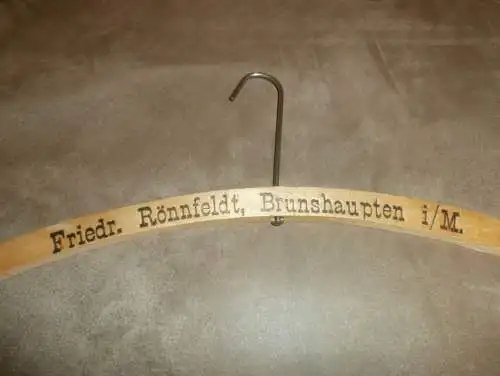 Friedr. Rönnfeldt, Brunshaupten i/M.